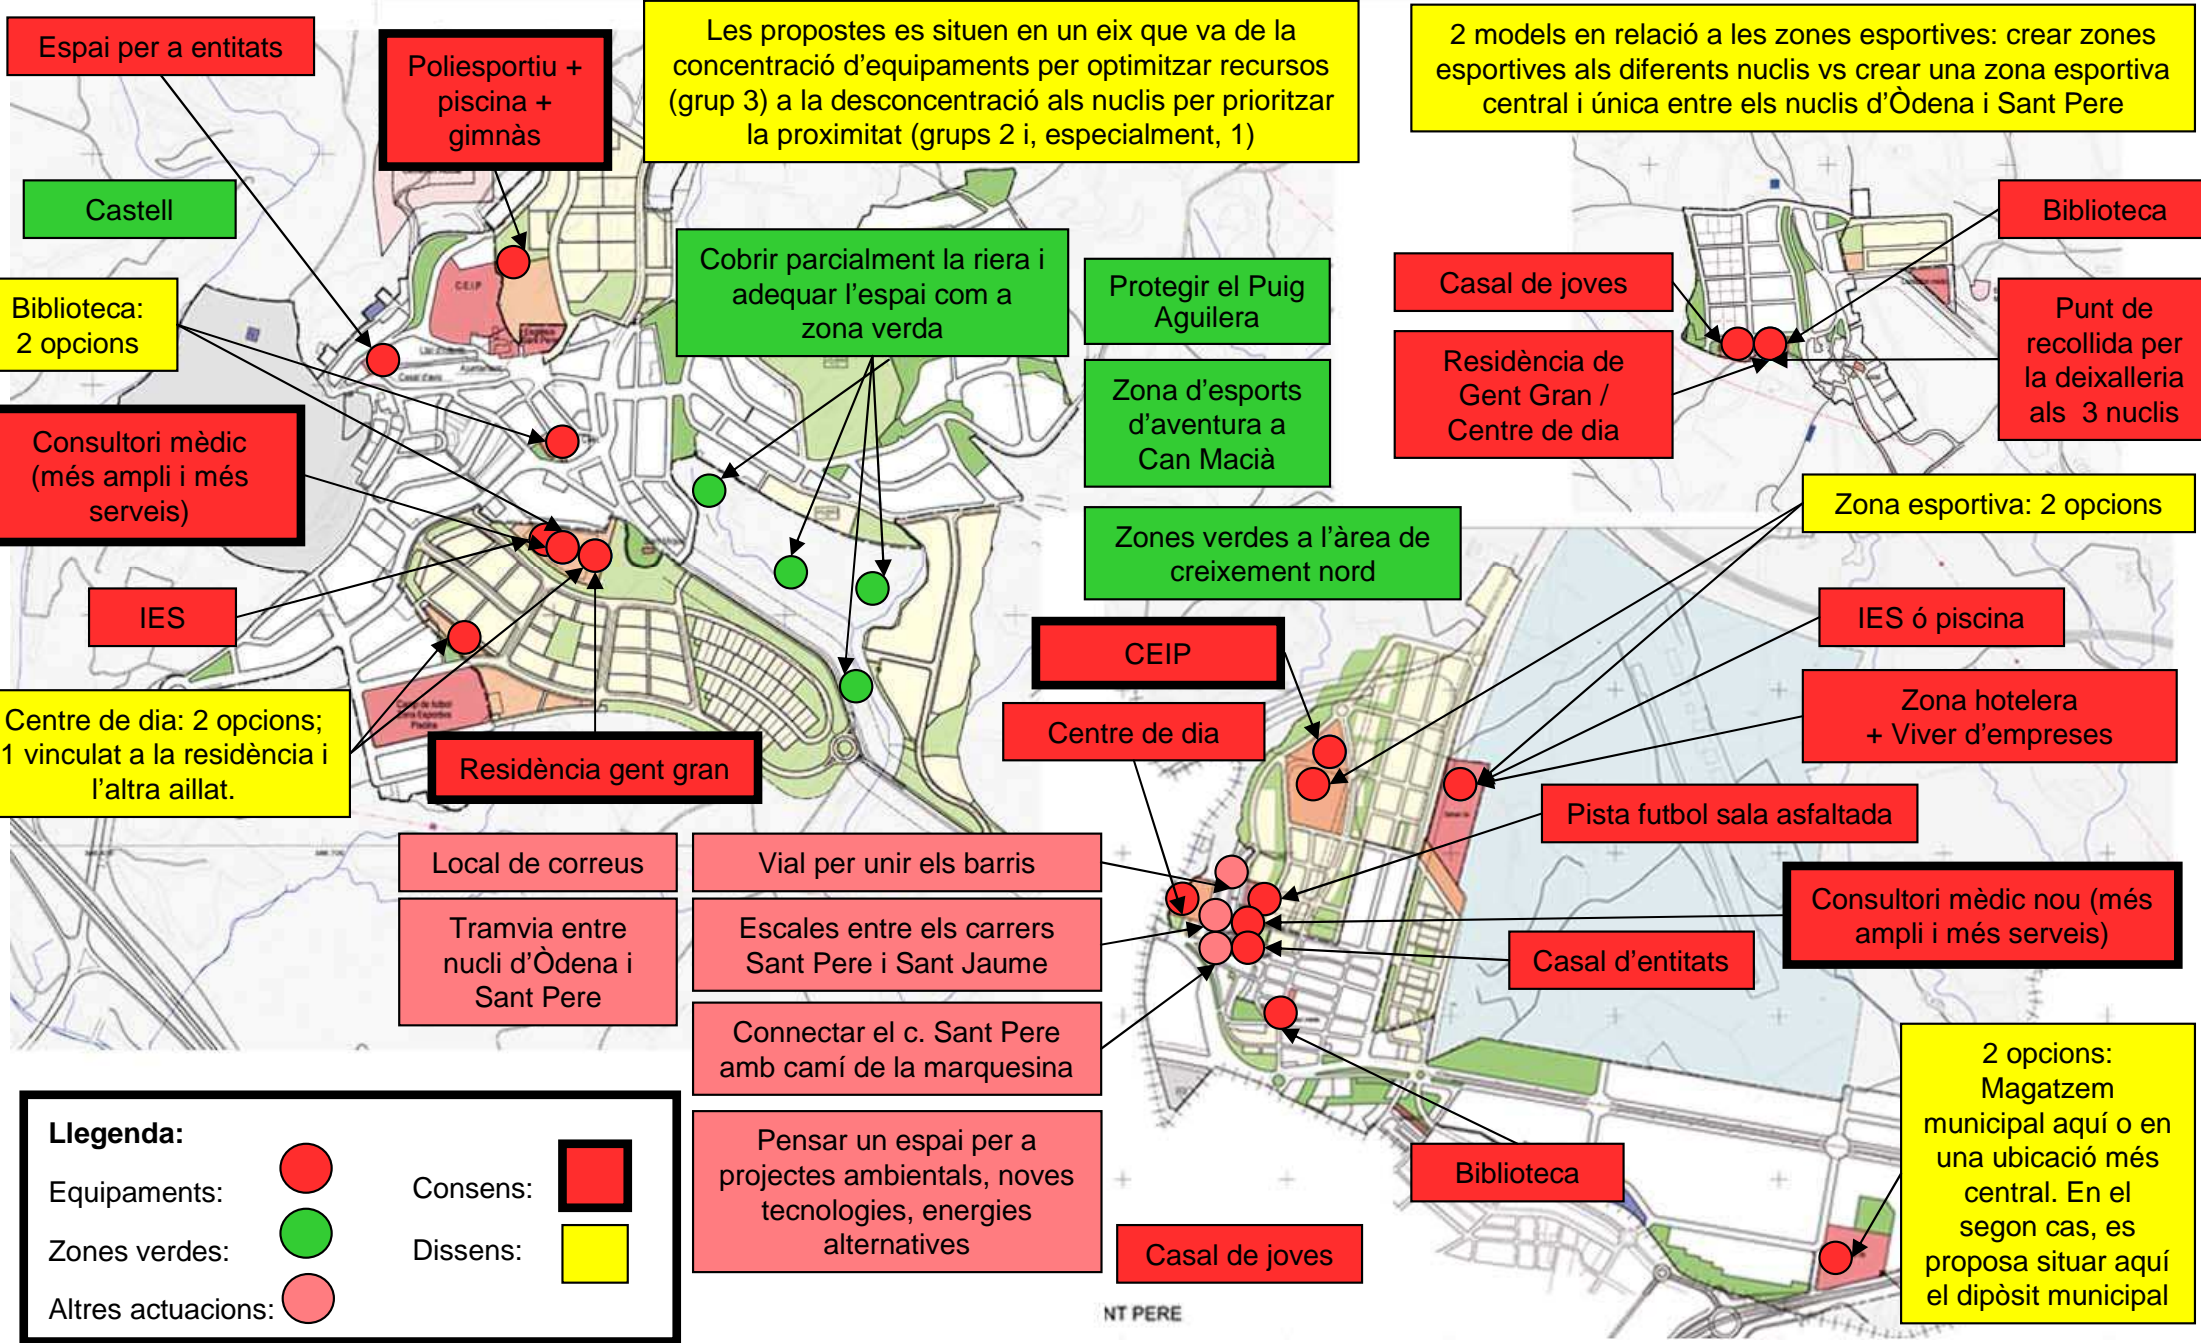 Espai per a entitats
Poliesportiu +
piscina +
gimnàs
Les propostes es situen en un eix que va de la
concentració d'equipaments per optimitzar recursos
(grup 3) a la desconcentració als nuclis per prioritzar
la proximitat (grups 2 i, especialment, 1)
2 models en relació a les zones esportives: crear zones
esportives als diferents nuclis vs crear una zona esportiva
central i única entre els nuclis d'Òdena i Sant Pere
Castell
Biblioteca:
2 opcions
Cobrir parcialment la riera i
adequar l'espai com a
zona verda
Protegir el Puig
Aguilera
Zona d'esports
d'aventura a
Can Macià
Zones verdes a l'àrea de
creixement nord
Casal de joves
Residència de
Gent Gran /
Centre de dia
Biblioteca
Punt de
recollida per
la deixalleria
als 3 nuclis
C.E.I.P
Ajuntament
Casal d'avis
Consultori mèdic
(més ampli i més
serveis)
IES
Centre de dia: 2 opcions;
1 vinculat a la residència i
l'altra aillat.
Camp de futbol
Zona Esportiva
Piscina
Residència gent gran
Zona esportiva: 2 opcions
IES ó piscina
Zona hotelera
+ Viver d'empreses
CEIP
Centre de dia
Pista futbol sala asfaltada
Consultori mèdic nou (més
ampli i més serveis)
Casal d'entitats
Local de correus
Tramvia entre
nucli d'Òdena i
Sant Pere
Vial per unir els barris
Escales entre els carrers
Sant Pere i Sant Jaume
Connectar el c. Sant Pere
amb camí de la marquesina
Pensar un espai per a
projectes ambientals, noves
tecnologies, energies
alternatives
Biblioteca
Casal de joves
2 opcions:
Magatzem
municipal aquí o en
una ubicació més
central. En el
segon cas, es
proposa situar aquí
el dipòsit municipal
NT PERE
Llegenda:
Equipaments:
Zones verdes:
Altres actuacions:
Consens:
Dissens: